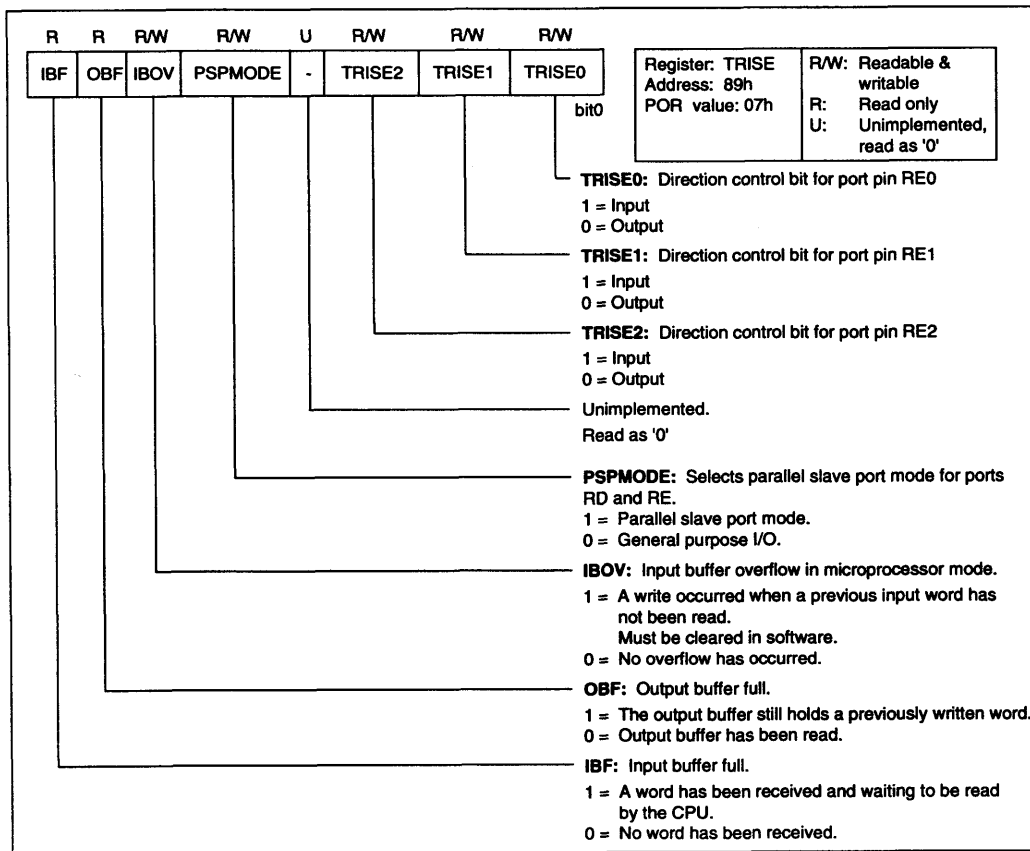 R R R/W R/W U R/W R/W R/W
IBF OBF IBOV PSPMODE - TRISE2 TRISE1 TRISE0
bit0
Register: TRISE
Address: 89h
POR value: 07h
R/W: Readable &
writable
R: Read only
U: Unimplemented,
read as '0'
TRISE0: Direction control bit for port pin RE0
1 = Input
0 = Output
TRISE1: Direction control bit for port pin RE1
1 = Input
0 = Output
TRISE2: Direction control bit for port pin RE2
1 = Input
0 = Output
Unimplemented.
Read as '0'
PSPMODE: Selects parallel slave port mode for ports
RD and RE.
1 = Parallel slave port mode.
0 = General purpose I/O.
IBOV: Input buffer overflow in microprocessor mode.
1 = A write occurred when a previous input word has
not been read.
Must be cleared in software.
0 = No overflow has occurred.
OBF: Output buffer full.
1 = The output buffer still holds a previously written word.
0 = Output buffer has been read.
IBF: Input buffer full.
1 = A word has been received and waiting to be read
by the CPU.
0 = No word has been received.